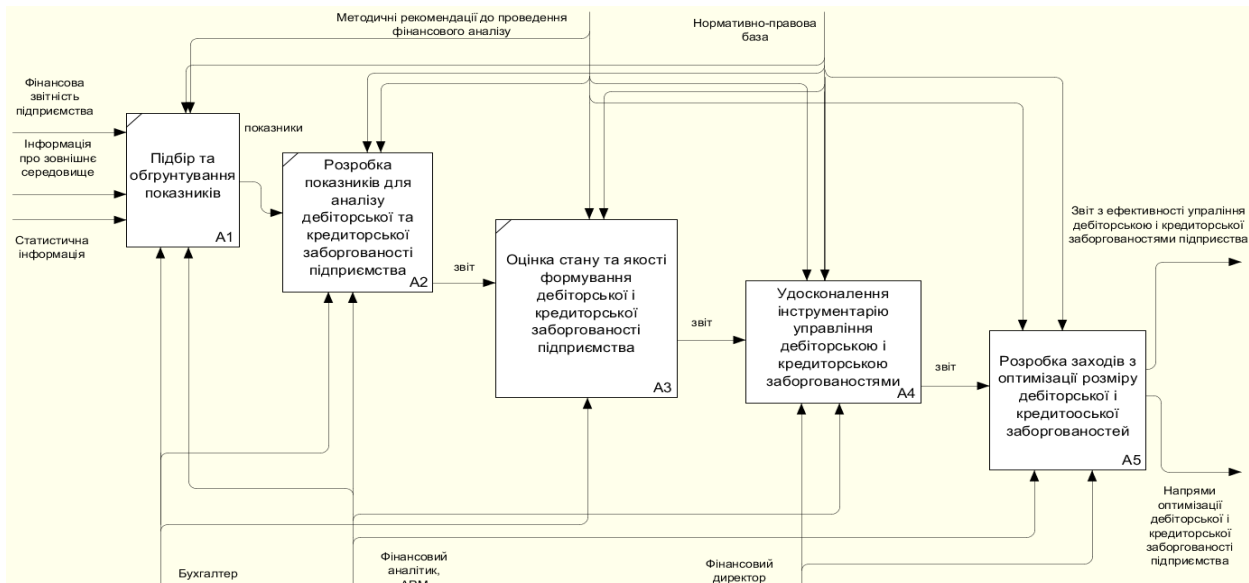 Методичні рекомендації до проведення
фінансового аналізу
Нормативно-правова
база
Фінансова
звітність
підприємства
Інформація
про зовнішнє
середовище
Статистична
інформація
Підбір та
обгрунтування
показників
A1
показники
Розробка
показників для
аналізу
дебіторської та
кредиторської
заборгованості
підприємства
A2
звіт
Оцінка стану та якості
формування
дебіторської і
кредиторської
заборгованості
підприємства
A3
звіт
Удосконалення
інструментарію
управління
дебіторською і
кредиторською
заборгованостями
A4
звіт
Розробка заходів з
оптимізації розміру
дебіторської і
кредитооської
заборгованостей
A5
Звіт з ефективності упраління
дебіторською і кредиторської
заборгованостями підприєства
Напрями
оптимізації
дебіторської і
кредиторської
заборгованості
підприємства
Бухгалтер
Фінансовий
аналітик,
Фінансовий
директор